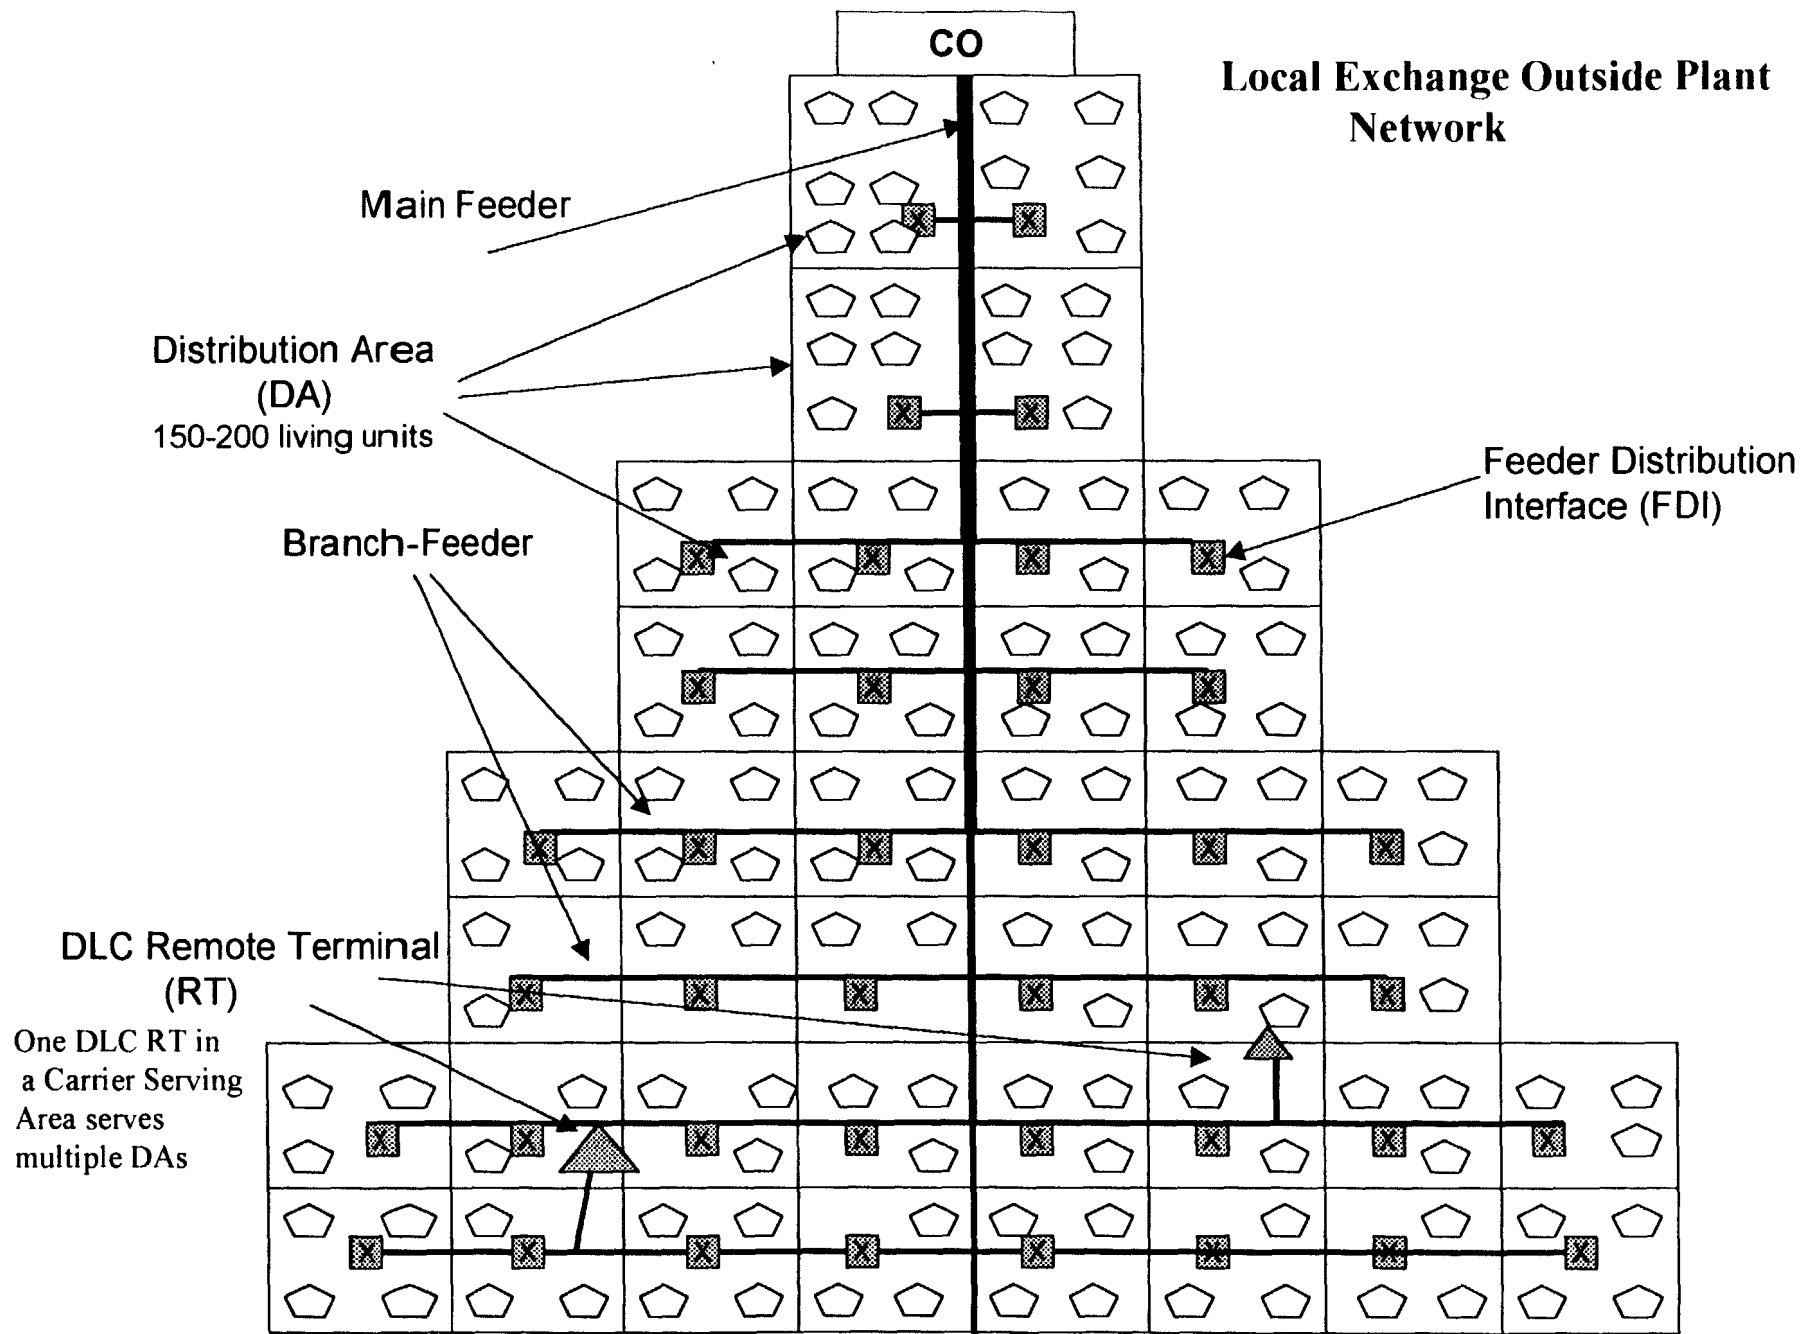 CO
Local Exchange Outside Plant
Network
Main Feeder
Distribution Area
(DA)
150-200 living units
Feeder Distribution
Interface (FDI)
Branch-Feeder
DLC Remote Terminal
(RT)
One DLC RT in
a Carrier Serving
Area serves
multiple DAs
X X
X X
X X X X
X X X X
X X X X X X
X X X X X X
X X X X X X X X
X X X X X X X X